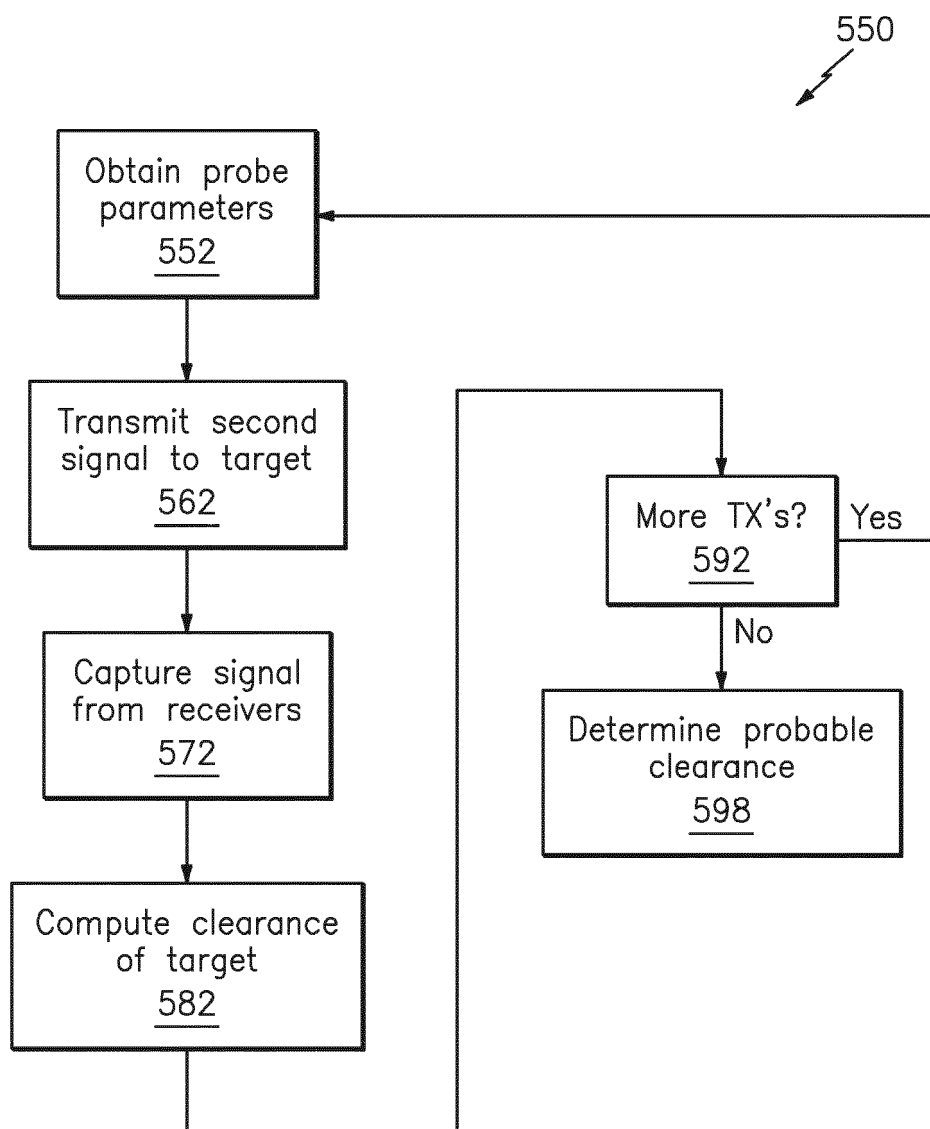 550
Obtain probe
parameters
552
Transmit second
signal to target
562
Capture signal
from receivers
572
Compute clearance
of target
582
More TX's?
592
Yes
No
Determine probable
clearance
598